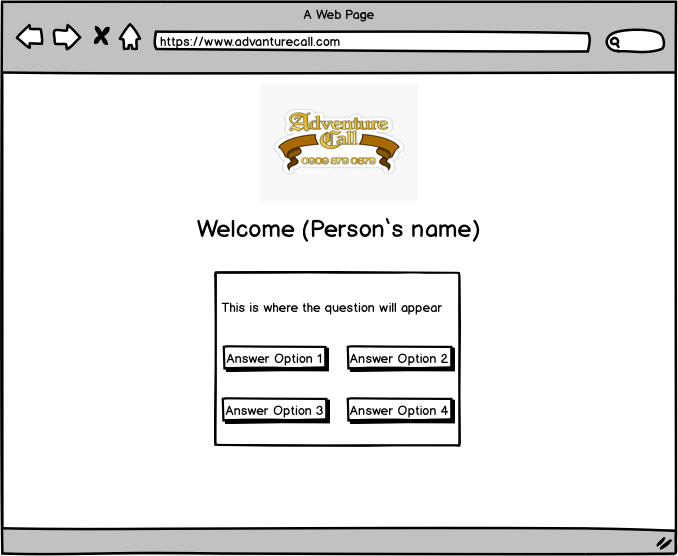 A Web Page
https://www.advanturecall.com
Adventure
Call
0909 879 0879
Welcome (Person`s name)
This is where the question will appear
Answer Option 1
Answer Option 2
Answer Option 3
Answer Option 4